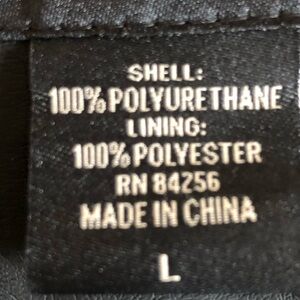 SHELL:
100% POLYURETHANE
LINING:
100% POLYESTER
RN 84256
MADE IN CHINA
L